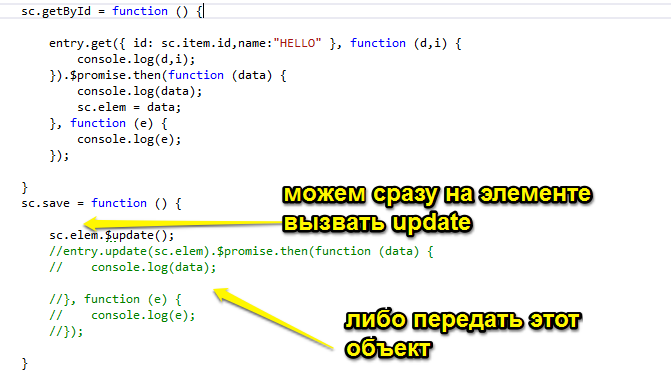 sc.getById = function () {
entry.get({ id: sc.item.id,name:"HELLO" }, function (d,i) {
console.log(d,i);
}).$promise.then(function (data) {
console.log(data);
sc.elem = data;
}, function (e) {
console.log(e);
});
}
sc.save = function () {
можем сразу на элементе
вызвать update
sc.elem.$update();
//entry.update(sc.elem).$promise.then(function (data) {
//    console.log(data);
//}, function (e) {
//    console.log(e);
//});
либо передать этот
объект
}